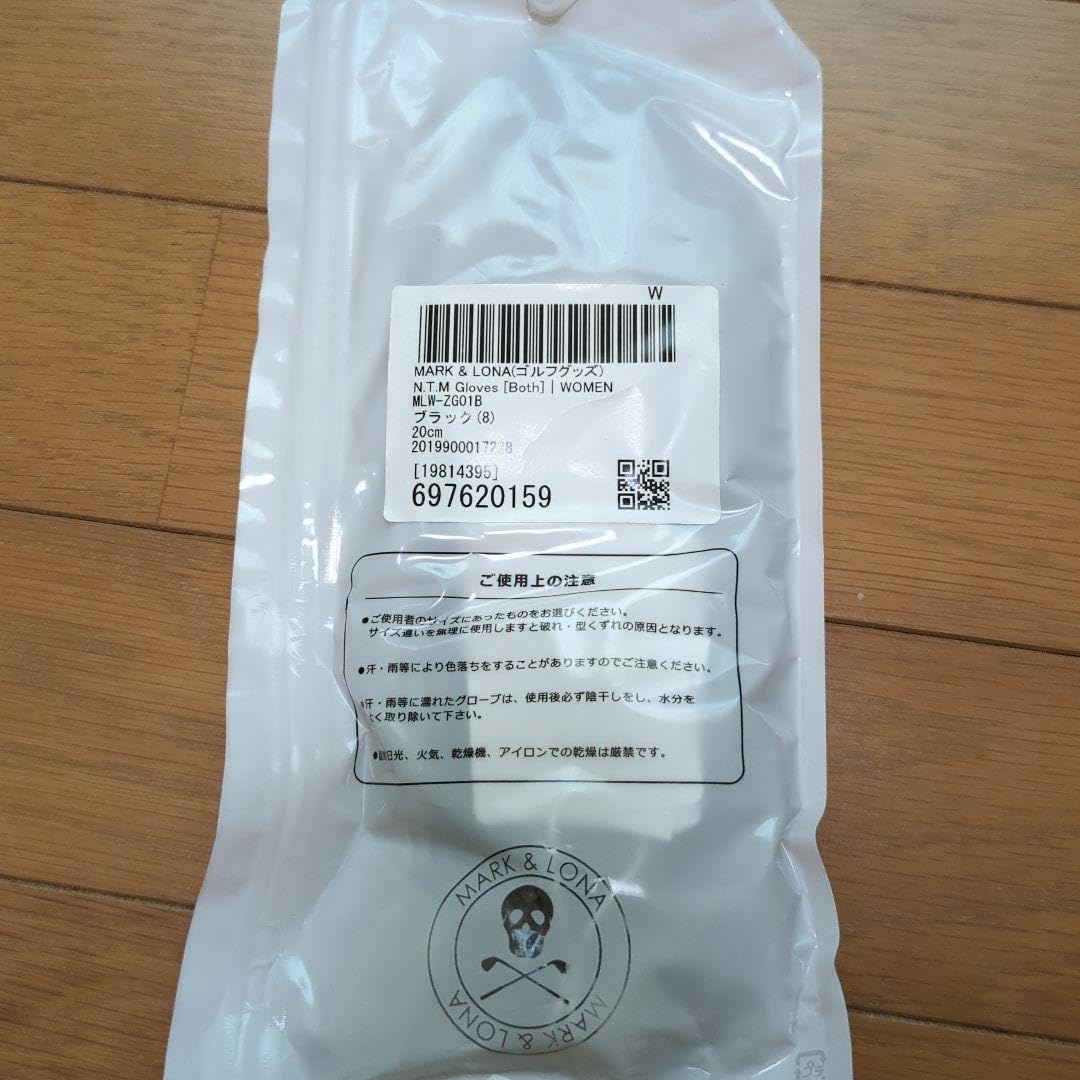 W
MARK & LONA(ゴルフグッズ)
N.T.M Gloves [Both] | WOMEN
MLW-ZG01B
ブラック(8)
20cm
[19814395]
697620159
ご使用上の注意
●ご使用者のサイズにあったものをお選びください。
サイズ違いを無理に使用しますと破れ・型くずれの原因となります。
●汗・雨等により色落ちをすることがありますのでご注意ください。
●汗・雨等に濡れたグローブは、使用後必ず陰干しをし、水分を
よく取り除いて下さい。
日光、火気、乾燥機、アイロンでの乾燥は厳禁です。
MARK & LONA
MARK & LONA
プラ